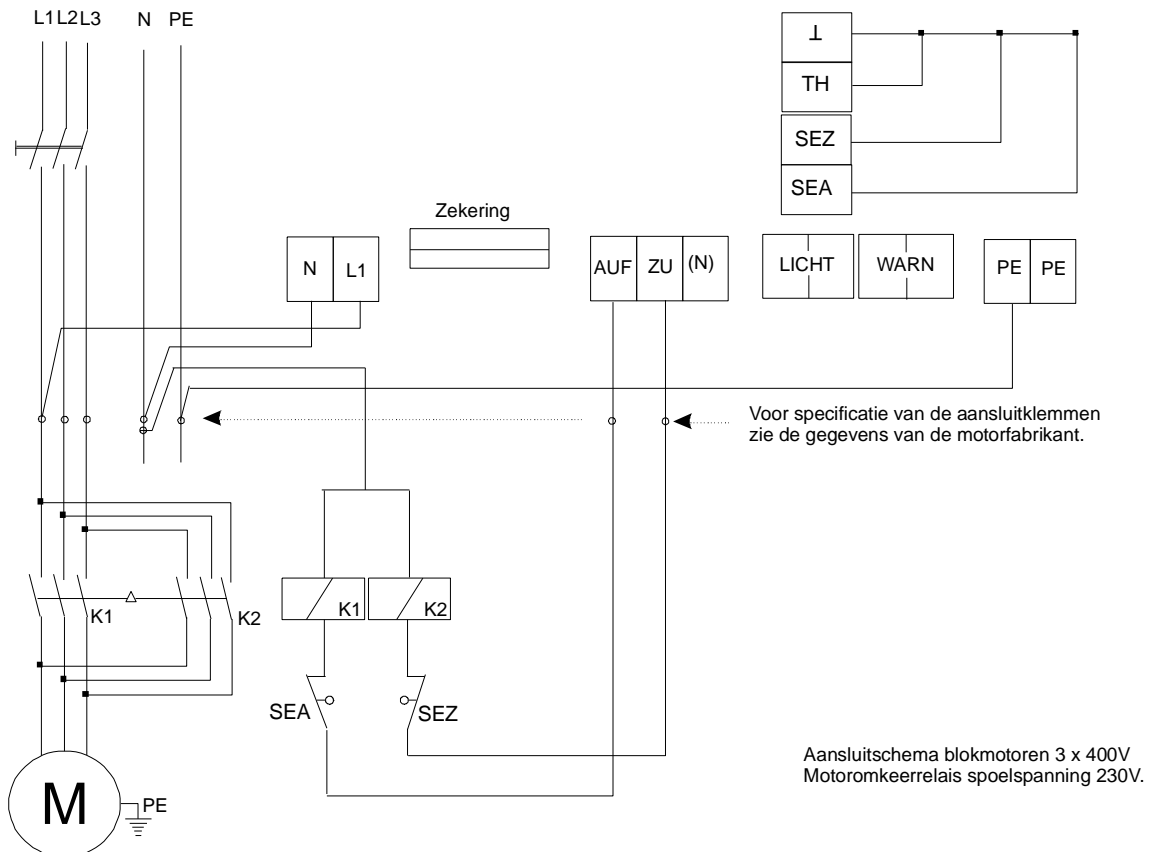 L1 L2 L3 N PE
⊥
TH
SEZ
SEA
Zekering
N L1
AUF ZU (N)
LICHT WARN
PE PE
Voor specificatie van de aansluitklemmen
zie de gegevens van de motorfabrikant.
K1 K2
K1 K2
SEA SEZ
Aansluitschema blokmotoren 3 x 400V
Motoromkeerrelais spoelspanning 230V.
M
PE